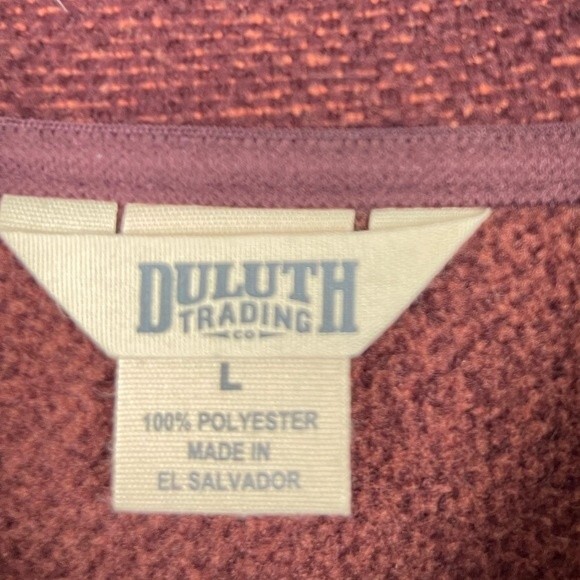 DULUTH
TRADING
CO
L
100% POLYESTER
MADE IN
EL SALVADOR